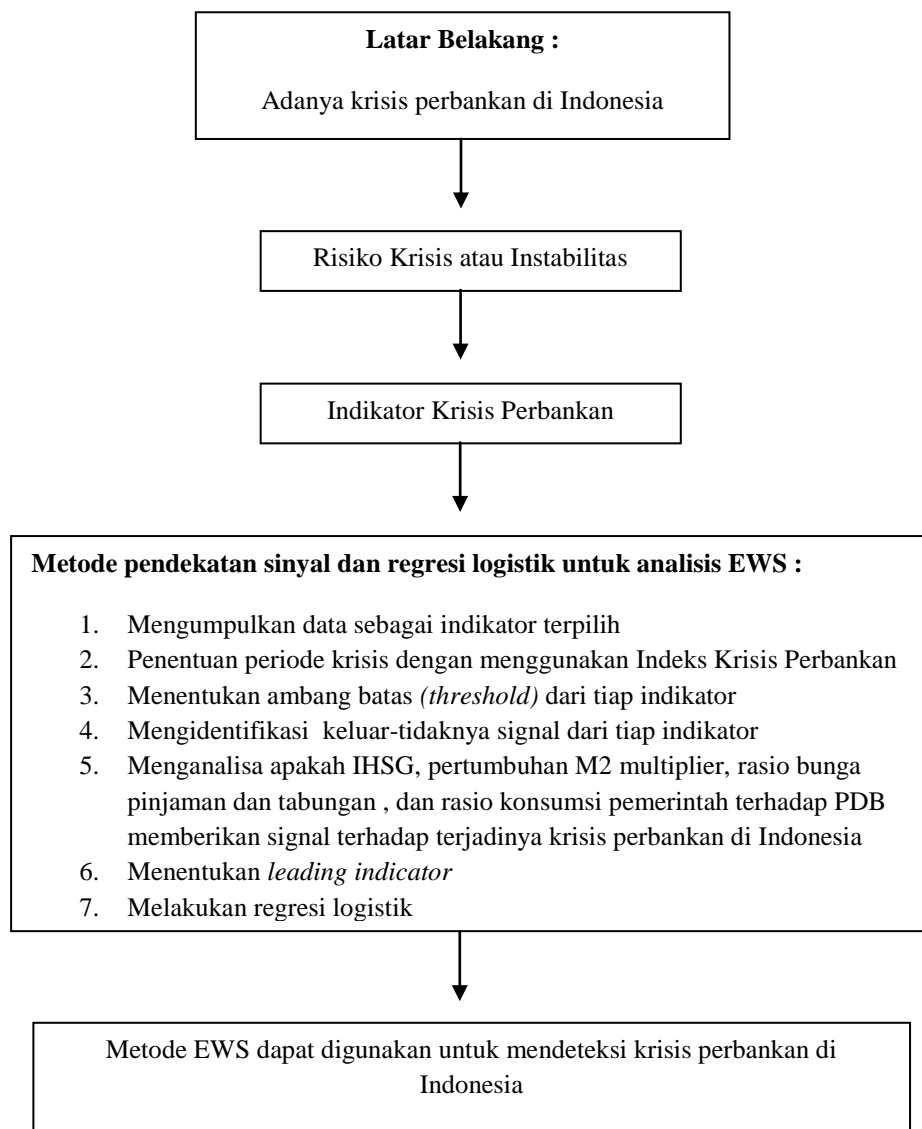 Latar Belakang :
Adanya krisis perbankan di Indonesia
Risiko Krisis atau Instabilitas
Indikator Krisis Perbankan
Metode pendekatan sinyal dan regresi logistik untuk analisis EWS :
1. Mengumpulkan data sebagai indikator terpilih
2. Penentuan periode krisis dengan menggunakan Indeks Krisis Perbankan
3. Menentukan ambang batas (threshold) dari tiap indikator
4. Mengidentifikasi keluar-tidaknya signal dari tiap indikator
5. Menganalisa apakah IHSG, pertumbuhan M2 multiplier, rasio bunga
pinjaman dan tabungan , dan rasio konsumsi pemerintah terhadap PDB
memberikan signal terhadap terjadinya krisis perbankan di Indonesia
6. Menentukan leading indicator
7. Melakukan regresi logistik
Metode EWS dapat digunakan untuk mendeteksi krisis perbankan di
Indonesia